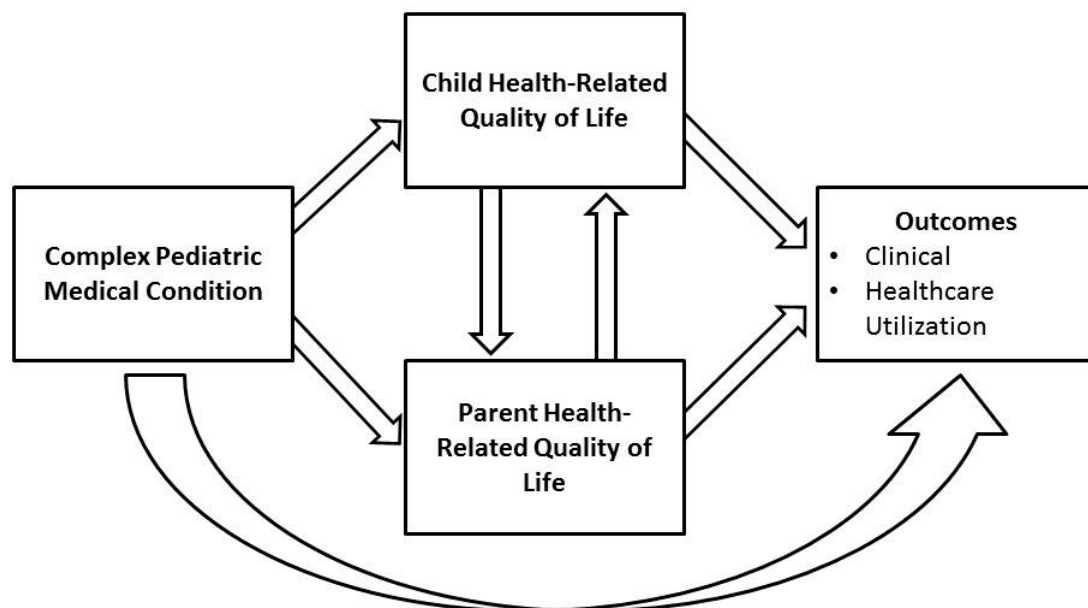 Child Health-Related
Quality of Life
Complex Pediatric
Medical Condition
Outcomes
• Clinical
• Healthcare
Utilization
Parent Health-
Related Quality of
Life